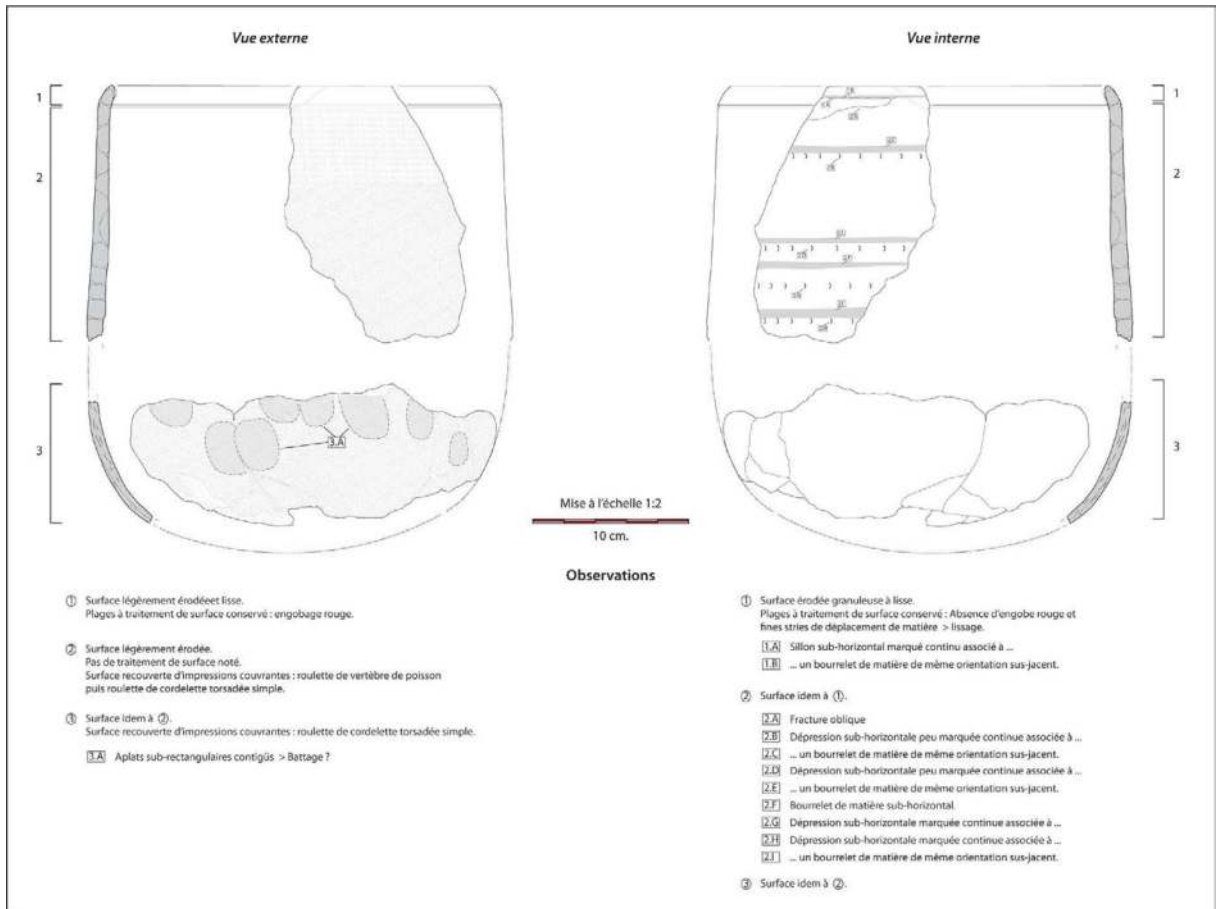 Vue externe
Vue interne
1
2
3
3.A
1
2
3
Mise à l'échelle 1:2
10 cm.
Observations
① Surface légèrement érodéeet lisse.
Plages à traitement de surface conservé : engobage rouge.
② Surface légèrement érodée.
Pas de traitement de surface noté.
Surface recouverte d'impressions couvrantes : roulette de vertèbre de poisson
puis roulette de cordelette torsadée simple.
③ Surface idem à ②.
Surface recouverte d'impressions couvrantes : roulette de cordelette torsadée simple.
3.A Aplats sub-rectangulaires contigüs > Battage ?
① Surface érodée granuleuse à lisse.
Plages à traitement de surface conservé : Absence d'engobe rouge et
fines stries de déplacement de matière > lissage.
1.A Sillon sub-horizontal marqué continu associé à ...
1.B ... un bourrelet de matière de même orientation sus-jacent.
② Surface idem à ①.
2.A Fracture oblique
2.B Dépression sub-horizontale peu marquée continue associée à ...
2.C ... un bourrelet de matière de même orientation sus-jacent.
2.D Dépression sub-horizontale peu marquée continue associée à ...
2.E ... un bourrelet de matière de même orientation sus-jacent.
2.F Bourrelet de matière sub-horizontal
2.G Dépression sub-horizontale marquée continue associée à ...
2.H Dépression sub-horizontale marquée continue associée à ...
2.I ... un bourrelet de matière de même orientation sus-jacent.
③ Surface idem à ②.